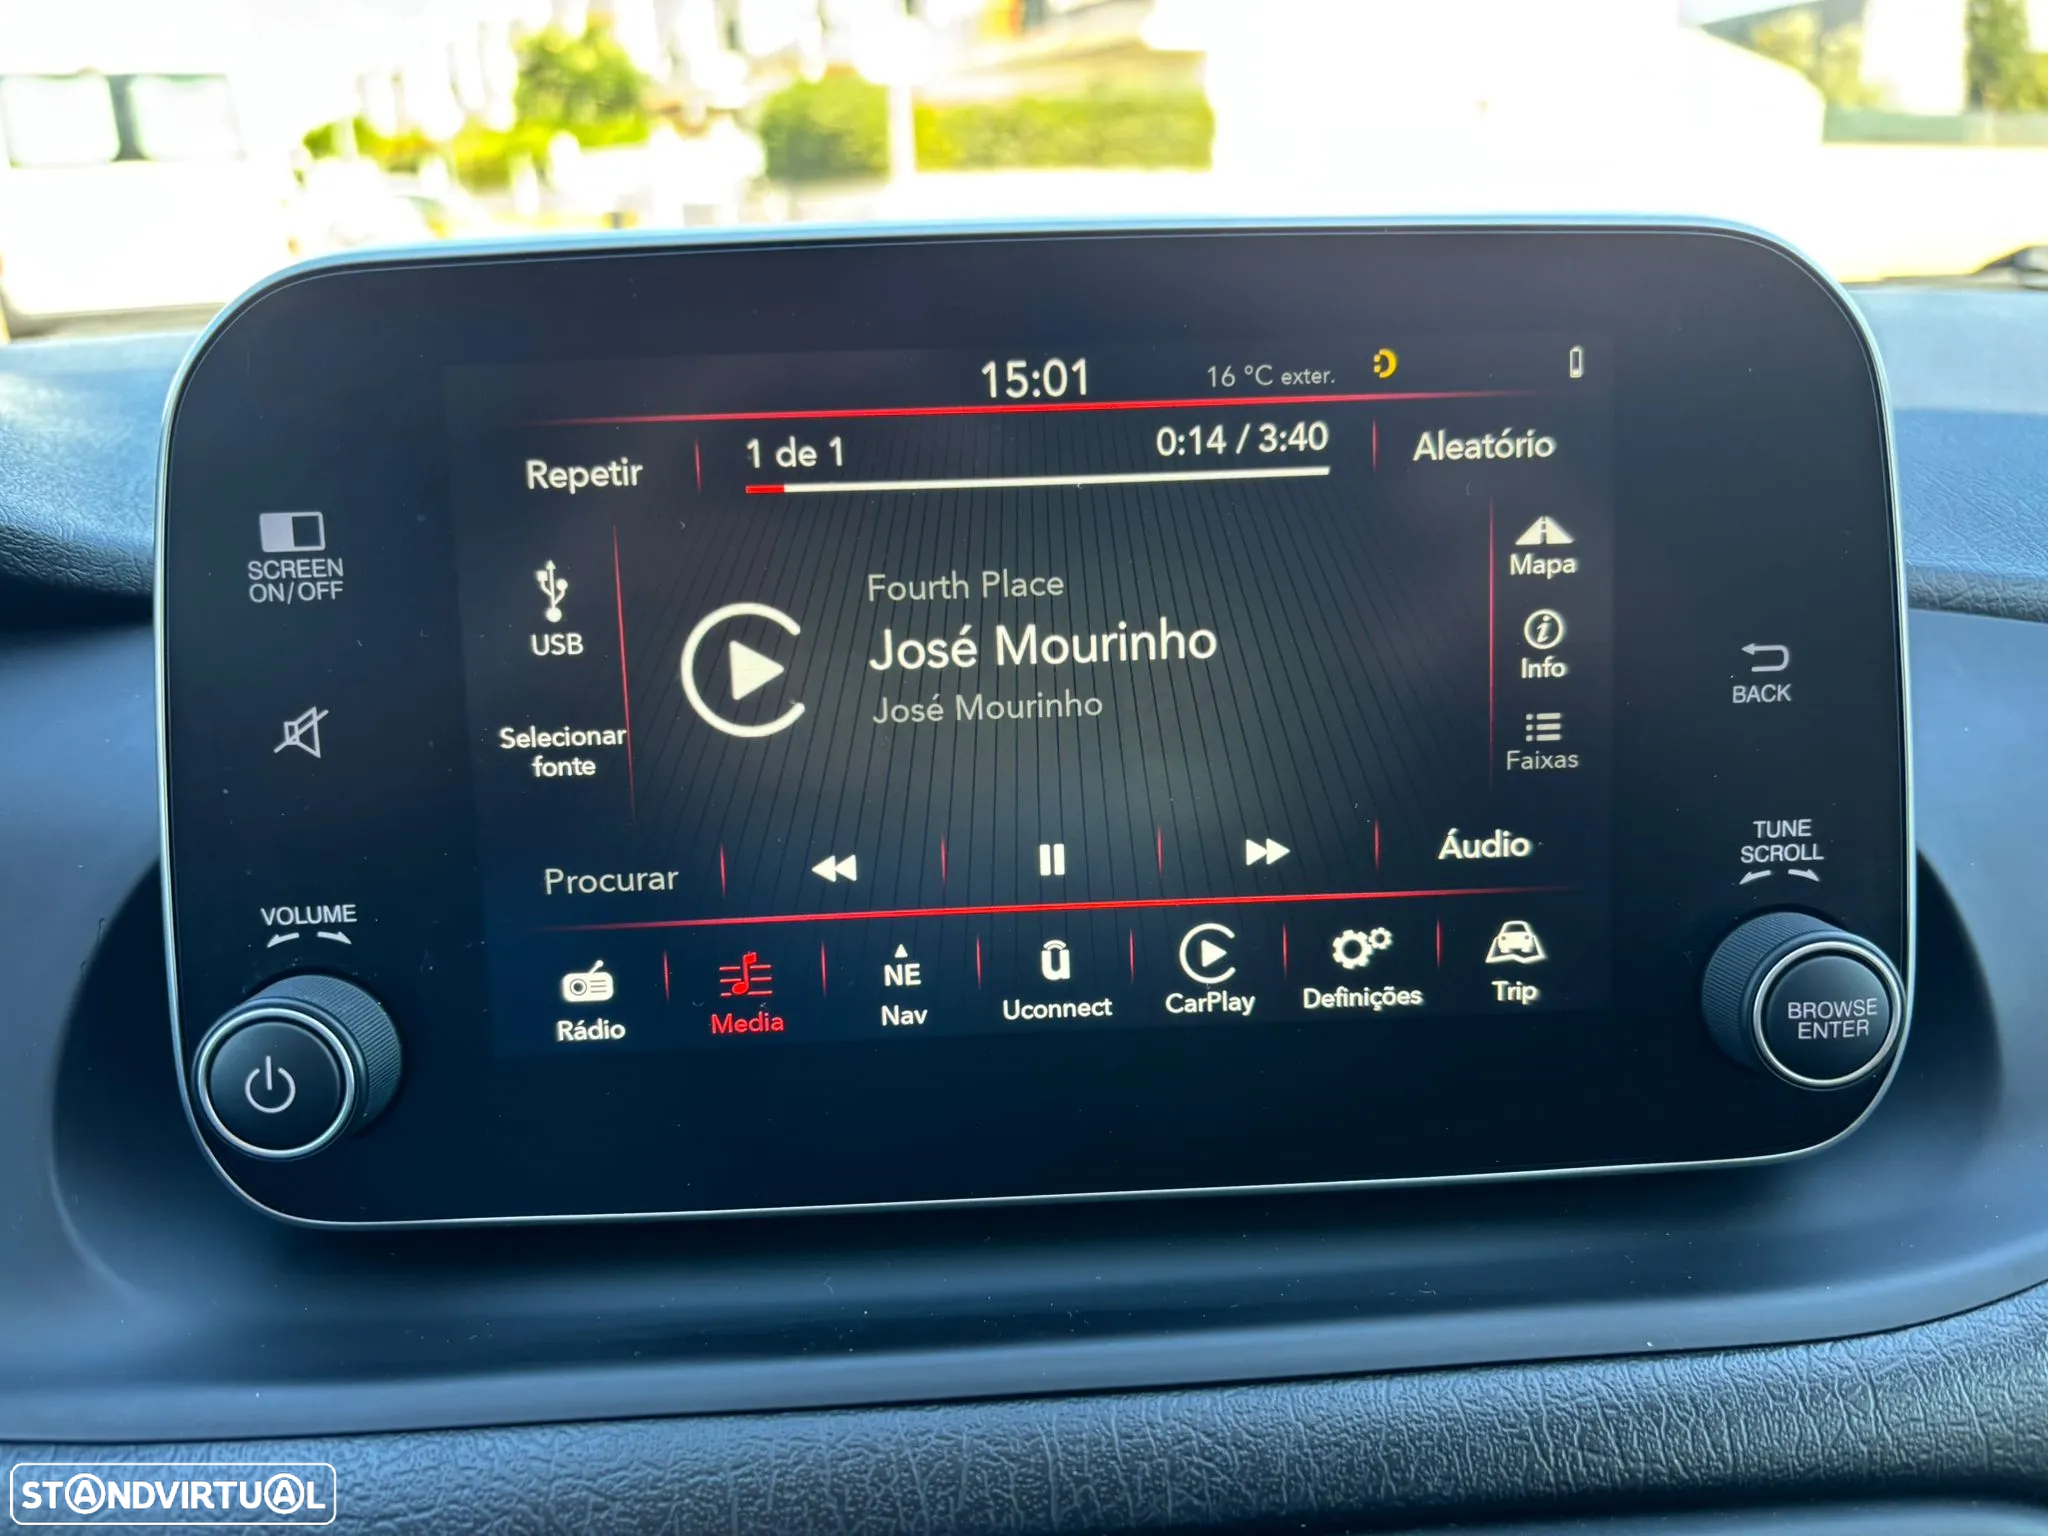 15:01
16 °C exter.
Repetir
1 de 1
0:14 / 3:40
Aleatório
SCREEN
ON/OFF
USB
Selecionar
fonte
Fourth Place
José Mourinho
José Mourinho
Mapa
i
Info
Faixas
BACK
TUNE
SCROLL
VOLUME
Procurar
Áudio
Rádio
Media
NE
Nav
u
Uconnect
CarPlay
Definições
Trip
BROWSE
ENTER
STANDVIRTUAL